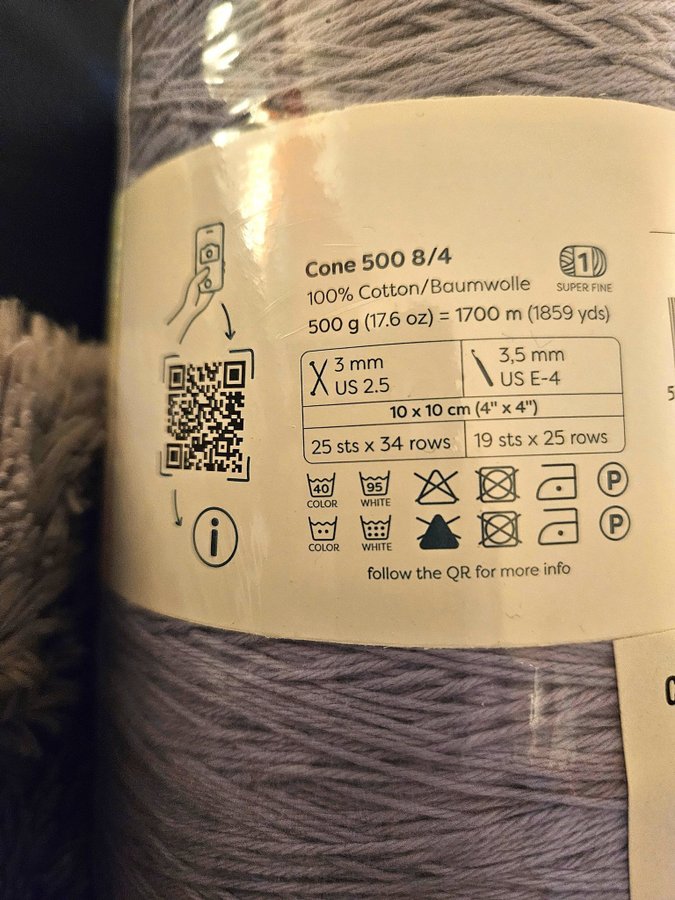 Cone 500 8/4
1
SUPER FINE
100% Cotton/Baumwolle
500 g (17.6 oz) = 1700 m (1859 yds)
3 mm
US 2.5
3,5 mm
US E-4
10 x 10 cm (4" x 4")
25 sts x 34 rows
19 sts x 25 rows
40
COLOR
95
WHITE
P
COLOR
WHITE
P
i
follow the QR for more info